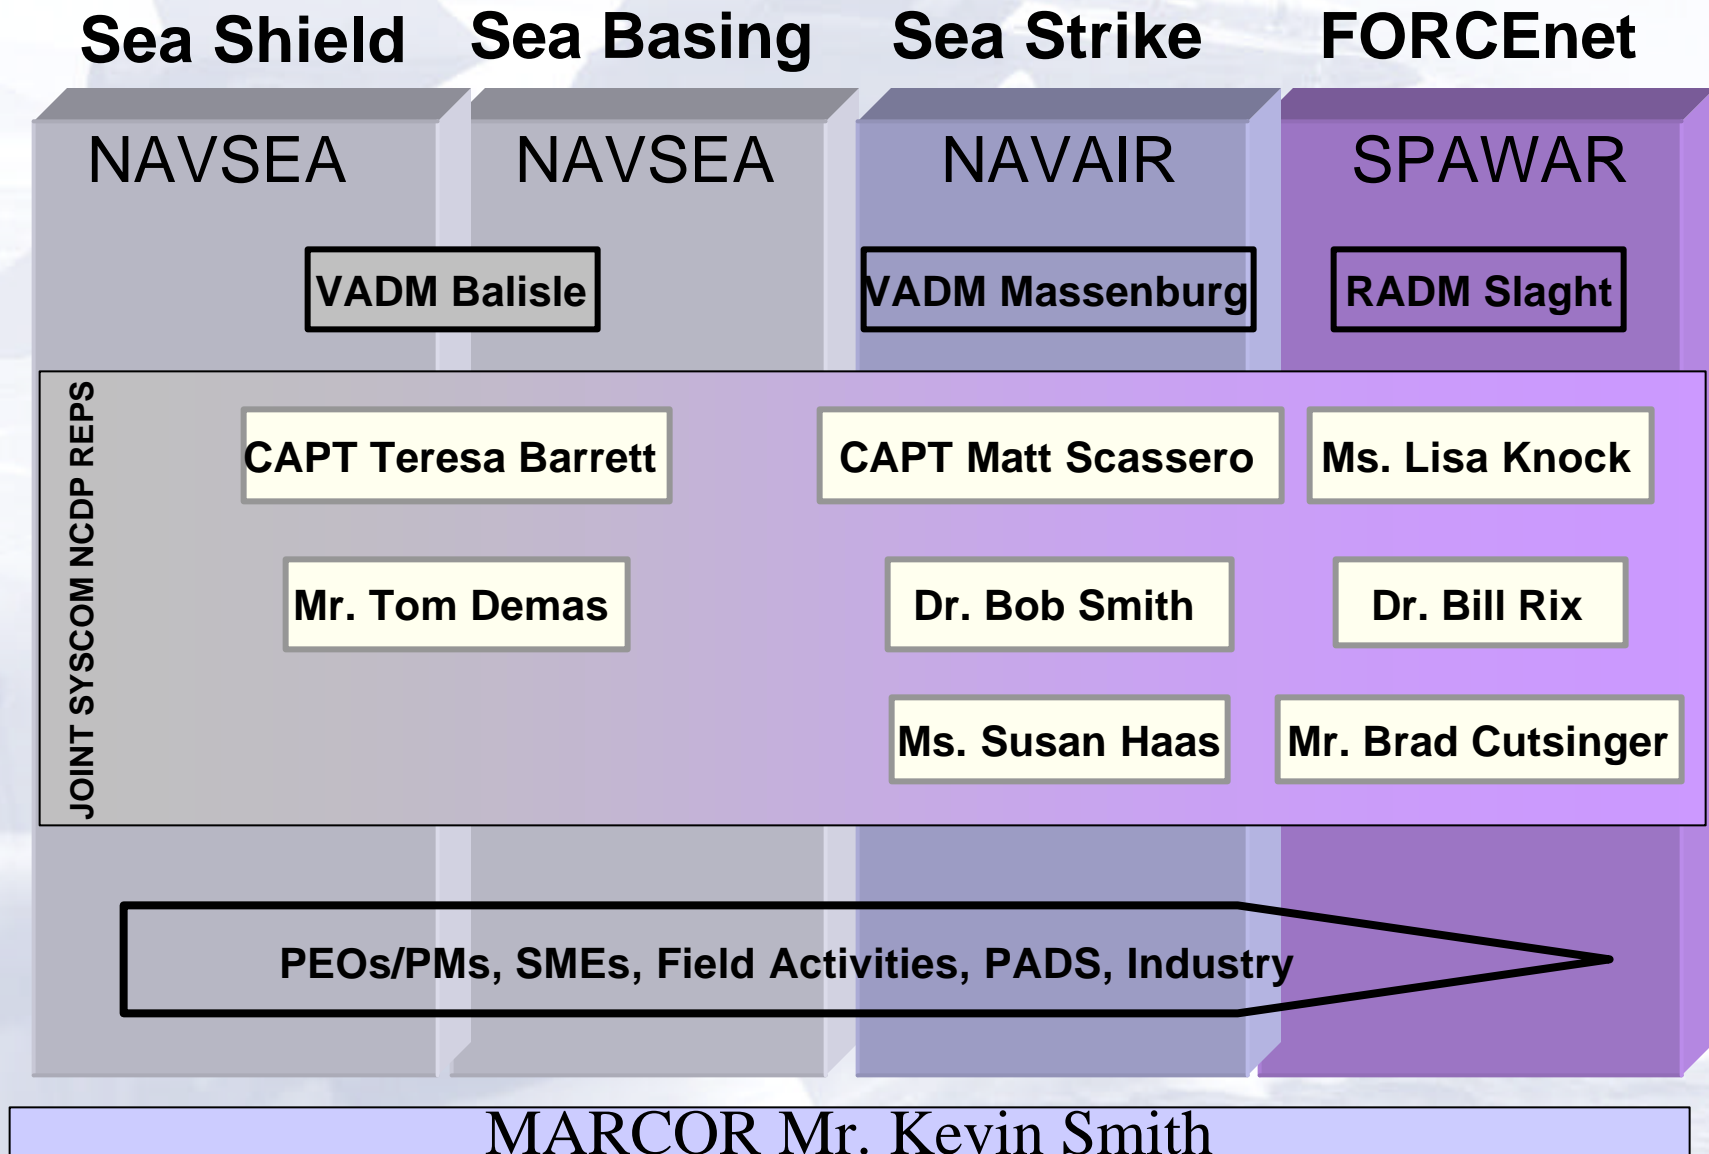 Sea Shield Sea Basing Sea Strike FORCEnet
NAVSEA NAVSEA NAVAIR SPAWAR
VADM Balisle VADM Massenburg RADM Slaght
JOINT SYSCOM NCDP REPS
CAPT Teresa Barrett CAPT Matt Scassero Ms. Lisa Knock
Mr. Tom Demas Dr. Bob Smith Dr. Bill Rix
Ms. Susan Haas Mr. Brad Cutsinger
PEOs/PMs, SMEs, Field Activities, PADS, Industry
MARCOR Mr. Kevin Smith